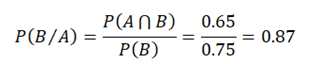 P(B/A) = P(A ∩ B) / P(B) = 0.65 / 0.75 = 0.87